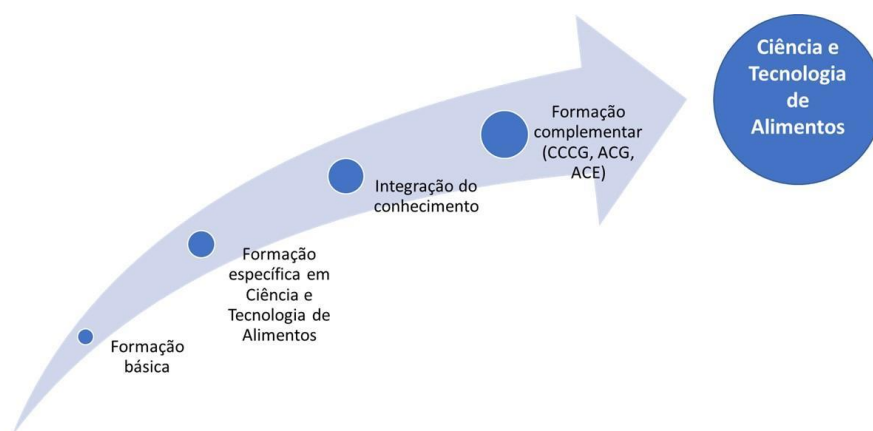 Formação
básica
Formação
específica em
Ciência e
Tecnologia de
Alimentos
Integração do
conhecimento
Formação
complementar
(CCCG, ACG,
ACE)
Ciência e
Tecnologia
de
Alimentos